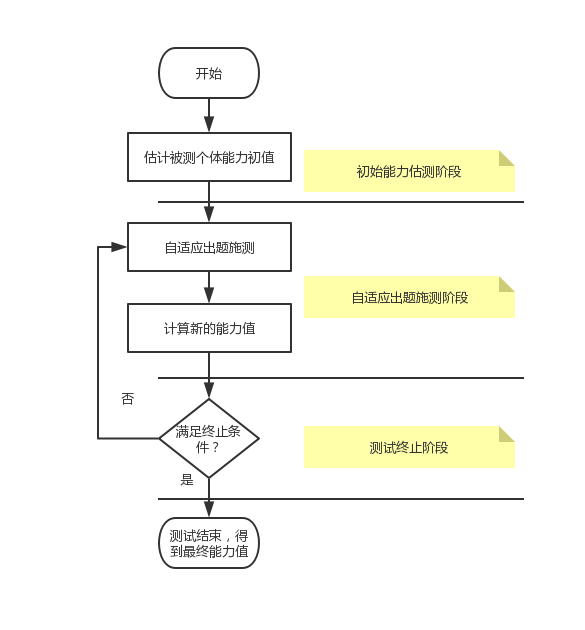 开始
估计被测个体能力初值
初始能力估测阶段
自适应出题施测
自适应出题施测阶段
计算新的能力值
否
满足终止条
件？
测试终止阶段
是
测试结束，得
到最终能力值